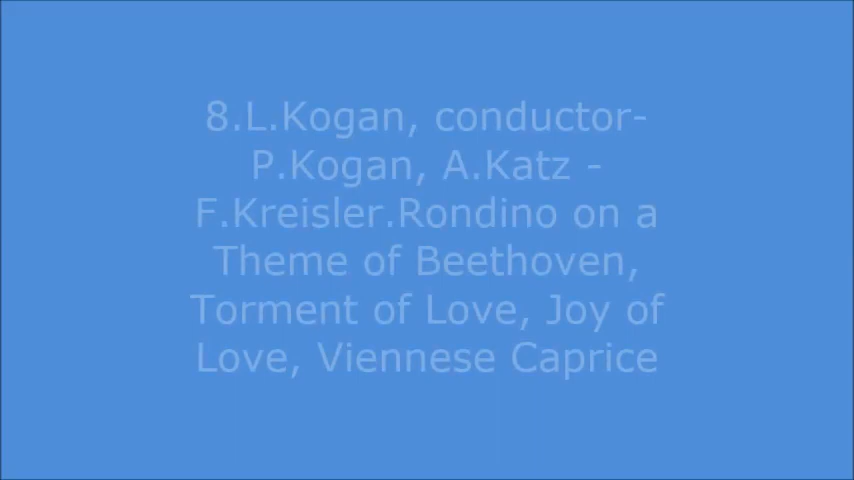 8.L.Kogan, conductor-
P.Kogan, A.Katz -
F.Kreisler.Rondino on a
Theme of Beethoven,
Torment of Love, Joy of
Love, Viennese Caprice